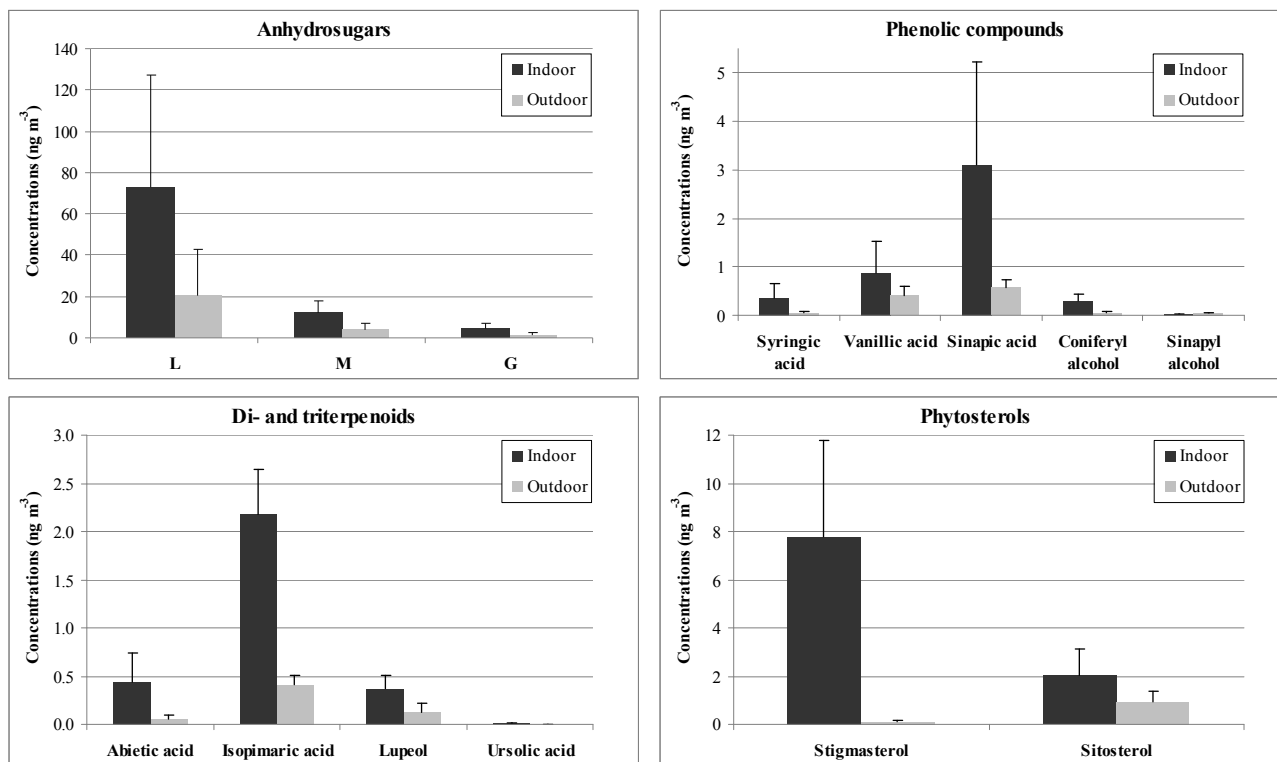 Anhydrosugars
Concentrations (ng m⁻³)
140
120
100
80
60
40
20
0
Indoor
Outdoor
L M G
Phenolic compounds
Concentrations (ng m⁻³)
5
4
3
2
1
0
Indoor
Outdoor
Syringic acid
Vanillic acid
Sinapic acid
Coniferyl alcohol
Sinapyl alcohol
Di- and triterpenoids
Concentrations (ng m⁻³)
3.0
2.5
2.0
1.5
1.0
0.5
0.0
Indoor
Outdoor
Abietic acid Isopimaric acid Lupeol Ursolic acid
Phytosterols
Concentrations (ng m⁻³)
12
10
8
6
4
2
0
Indoor
Outdoor
Stigmasterol Sitosterol